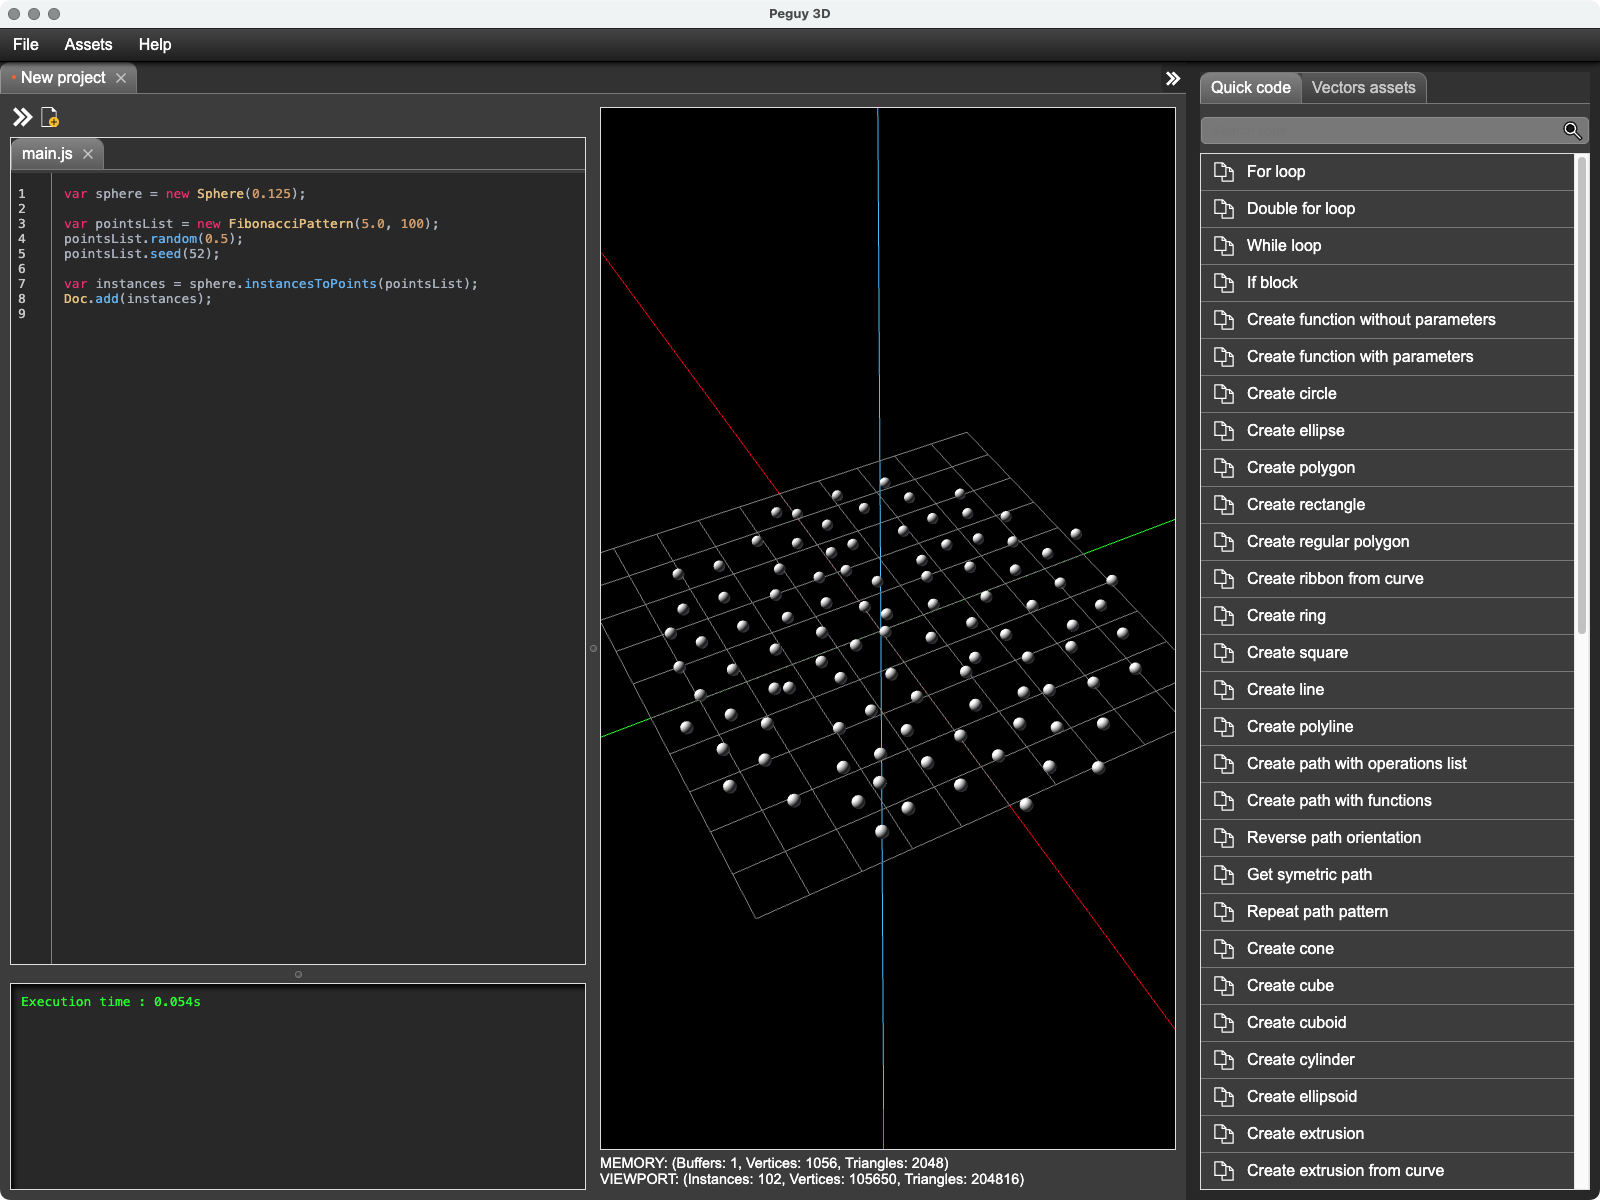 Peguy 3D
File Assets Help
New project
Quick code Vectors assets
main.js
1 var sphere = new Sphere(0.125);
2
3 var pointsList = new FibonacciPattern(5.0, 100);
4 pointsList.random(0.5);
5 pointsList.seed(52);
6
7 var instances = sphere.instancesToPoints(pointsList);
8 Doc.add(instances);
9
Execution time : 0.054s
MEMORY: (Buffers: 1, Vertices: 1056, Triangles: 2048)
VIEWPORT: (Instances: 102, Vertices: 105650, Triangles: 204816)
For loop
Double for loop
While loop
If block
Create function without parameters
Create function with parameters
Create circle
Create ellipse
Create polygon
Create rectangle
Create regular polygon
Create ribbon from curve
Create ring
Create square
Create line
Create polyline
Create path with operations list
Create path with functions
Reverse path orientation
Get symetric path
Repeat path pattern
Create cone
Create cube
Create cuboid
Create cylinder
Create ellipsoid
Create extrusion
Create extrusion from curve